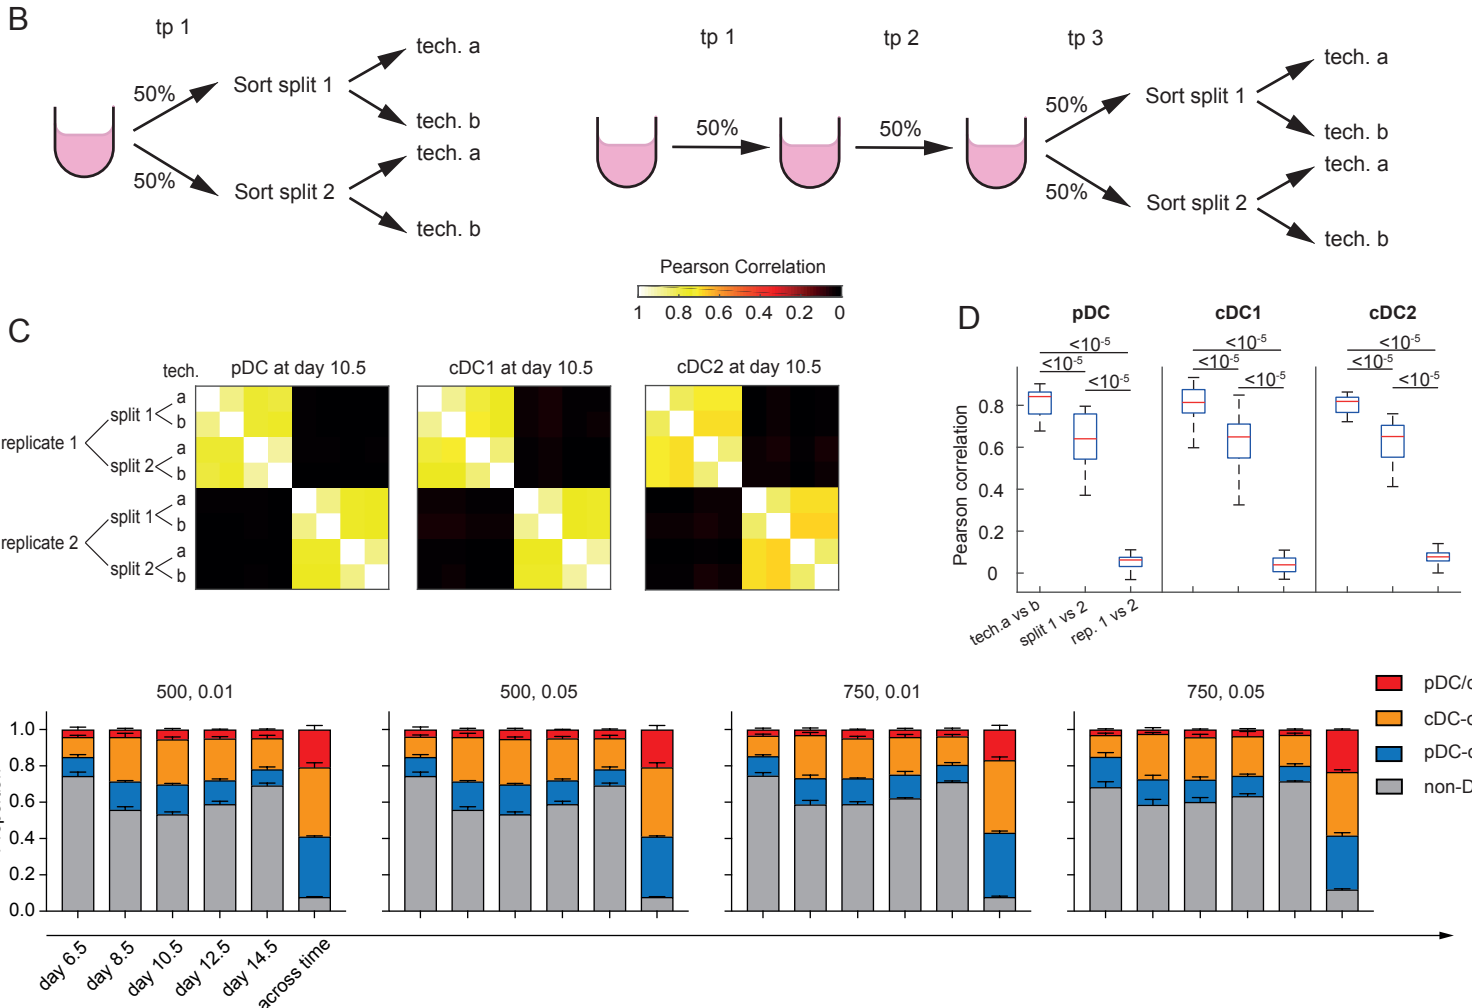 B
tp 1
50%
50%
Sort split 1
Sort split 2
tech. a
tech. b
tech. a
tech. b
tp 1
tp 2
tp 3
50%
50%
50%
50%
Sort split 1
Sort split 2
tech. a
tech. b
tech. a
tech. b
Pearson Correlation
1 0.8 0.6 0.4 0.2 0
C
tech.
pDC at day 10.5
cDC1 at day 10.5
cDC2 at day 10.5
replicate 1
split 1
a
b
split 2
a
b
replicate 2
split 1
a
b
split 2
a
b
D
pDC
cDC1
cDC2
<10-5
<10-5
<10-5
<10-5
<10-5
<10-5
<10-5
<10-5
<10-5
Pearson correlation
0.8
0.6
0.4
0.2
0
tech.a vs b
split 1 vs 2
rep. 1 vs 2
500, 0.01
500, 0.05
750, 0.01
750, 0.05
1.0
0.8
0.6
0.4
0.2
0.0
day 6.5
day 8.5
day 10.5
day 12.5
day 14.5
across time
pDC/c
cDC-c
pDC-c
non-D